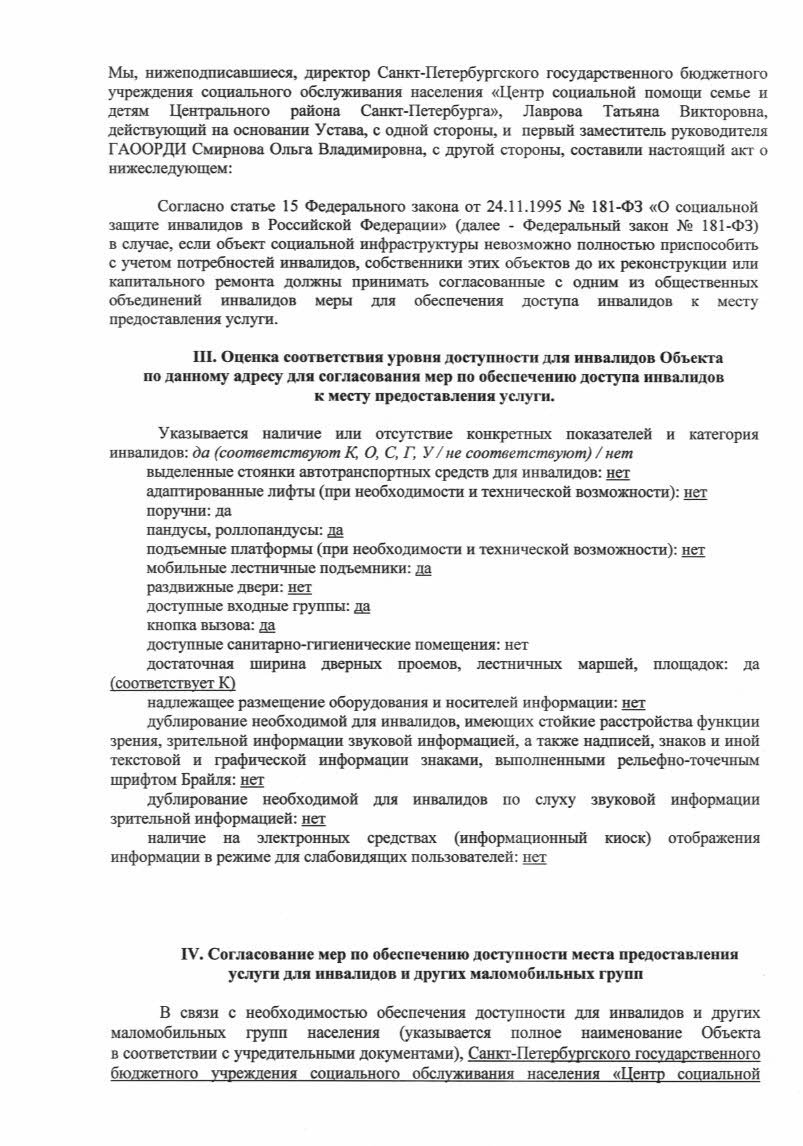 Мы, нижеподписавшиеся, директор Санкт-Петербургского государственного бюджетного
учреждения социального обслуживания населения «Центр социальной помощи семье и
детям Центрального района Санкт-Петербурга», Лаврова Татьяна Викторовна,
действующий на основании Устава, с одной стороны, и первый заместитель руководителя
ГАООРДИ Смирнова Ольга Владимировна, с другой стороны, составили настоящий акт о
нижеследующем:
Согласно статье 15 Федерального закона от 24.11.1995 № 181-ФЗ «О социальной
защите инвалидов в Российской Федерации» (далее - Федеральный закон № 181-ФЗ)
в случае, если объект социальной инфраструктуры невозможно полностью приспособить
с учетом потребностей инвалидов, собственники этих объектов до их реконструкции или
капитального ремонта должны принимать согласованные с одним из общественных
объединений инвалидов меры для обеспечения доступа инвалидов к месту
предоставления услуги.
III. Оценка соответствия уровня доступности для инвалидов Объекта
по данному адресу для согласования мер по обеспечению доступа инвалидов
к месту предоставления услуги.
Указывается наличие или отсутствие конкретных показателей и категория
инвалидов: да (соответствуют К, О, С, Г, У / не соответствуют) / нет
выделенные стоянки автотранспортных средств для инвалидов: нет
адаптированные лифты (при необходимости и технической возможности): нет
поручни: да
пандусы, роллопандусы: да
подъемные платформы (при необходимости и технической возможности): нет
мобильные лестничные подъемники: да
раздвижные двери: нет
доступные входные группы: да
кнопка вызова: да
доступные санитарно-гигиенические помещения: нет
достаточная ширина дверных проемов, лестничных маршей, площадок: да
(соответствует К)
надлежащее размещение оборудования и носителей информации: нет
дублирование необходимой для инвалидов, имеющих стойкие расстройства функции
зрения, зрительной информации звуковой информацией, а также надписей, знаков и иной
текстовой и графической информации знаками, выполненными рельефно-точечным
шрифтом Брайля: нет
дублирование необходимой для инвалидов по слуху звуковой информации
зрительной информацией: нет
наличие на электронных средствах (информационный киоск) отображения
информации в режиме для слабовидящих пользователей: нет
IV. Согласование мер по обеспечению доступности места предоставления
услуги для инвалидов и других маломобильных групп
В связи с необходимостью обеспечения доступности для инвалидов и других
маломобильных групп населения (указывается полное наименование Объекта
в соответствии с учредительными документами), Санкт-Петербургского государственного
бюджетного учреждения социального обслуживания населения «Центр социальной